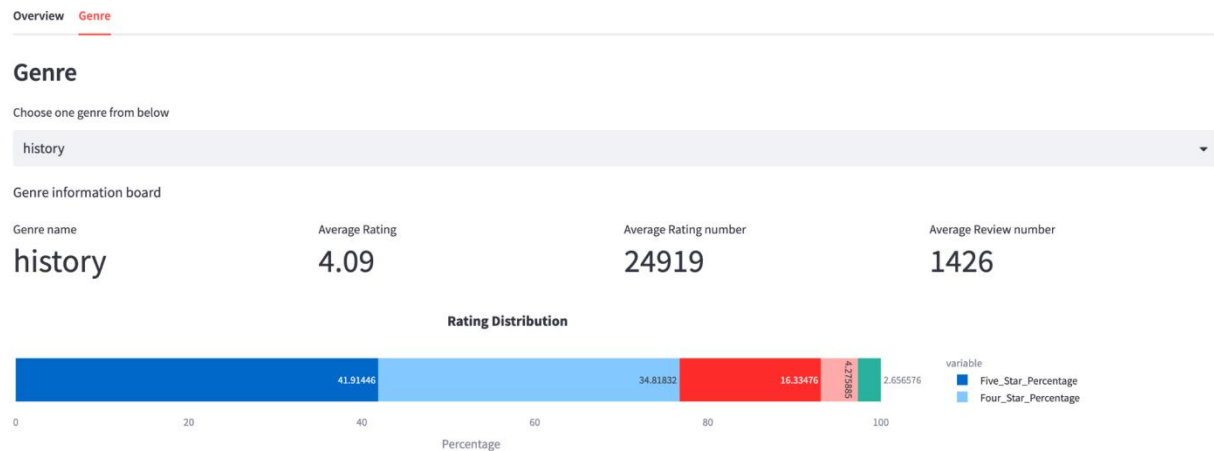 Overview Genre
Genre
Choose one genre from below
history
Genre information board
Genre name Average Rating Average Rating number Average Review number
history 4.09 24919 1426
Rating Distribution
41.91446 34.81832 16.33476 4.275885 2.656576
variable
Five_Star_Percentage
Four_Star_Percentage
0 20 40 60 80 100
Percentage